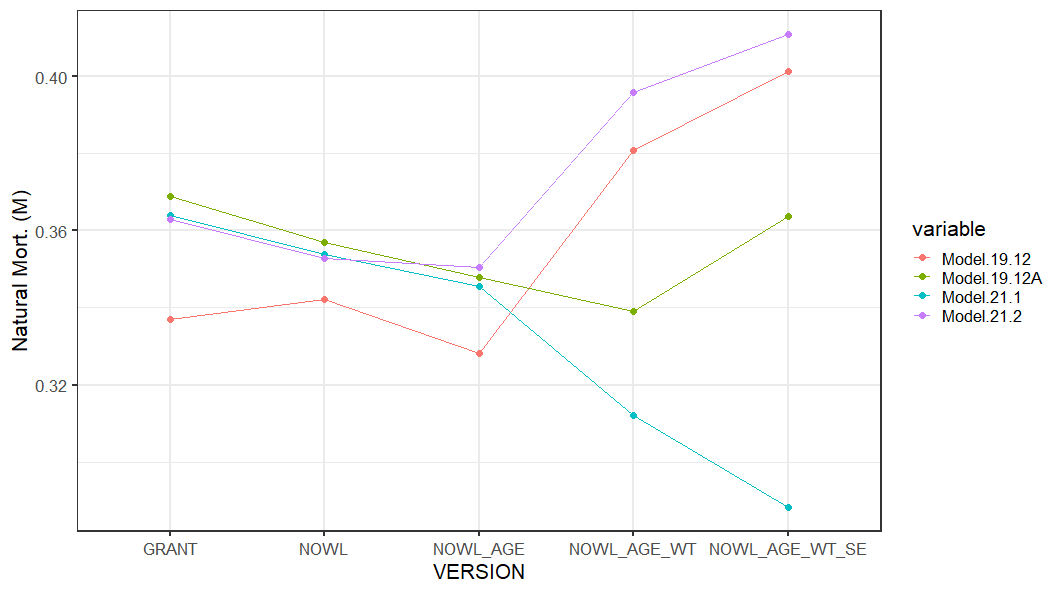 0.40
0.36
0.32
Natural Mort. (M)
GRANT NOWL NOWL_AGE NOWL_AGE_WT NOWL_AGE_WT_SE
VERSION
variable
Model.19.12
Model.19.12A
Model.21.1
Model.21.2